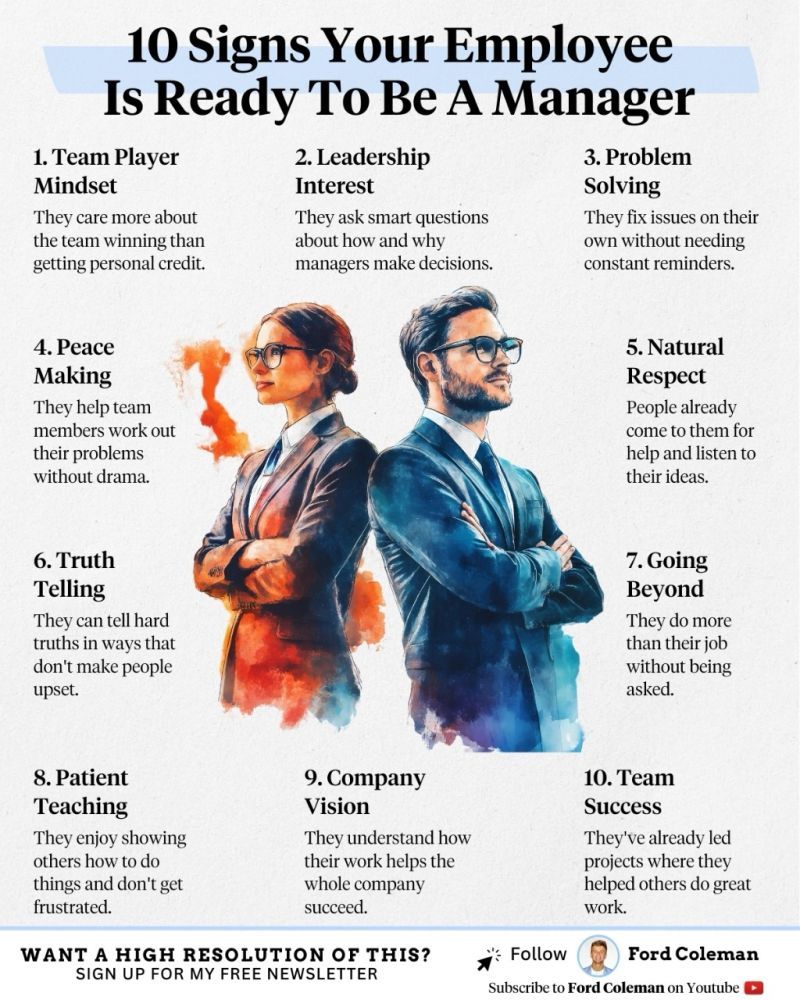 10 Signs Your Employee
Is Ready To Be A Manager
1. Team Player
Mindset
They care more about
the team winning than
getting personal credit.
2. Leadership
Interest
They ask smart questions
about how and why
managers make decisions.
3. Problem
Solving
They fix issues on their
own without needing
constant reminders.
4. Peace
Making
They help team
members work out
their problems
without drama.
5. Natural
Respect
People already
come to them for
help and listen to
their ideas.
6. Truth
Telling
They can tell hard
truths in ways that
don't make people
upset.
7. Going
Beyond
They do more
than their job
without being
asked.
8. Patient
Teaching
They enjoy showing
others how to do
things and don't get
frustrated.
9. Company
Vision
They understand how
their work helps the
whole company
succeed.
10. Team
Success
They've already led
projects where they
helped others do great
work.
WANT A HIGH RESOLUTION OF THIS?
SIGN UP FOR MY FREE NEWSLETTER
Follow Ford Coleman
Subscribe to Ford Coleman on Youtube